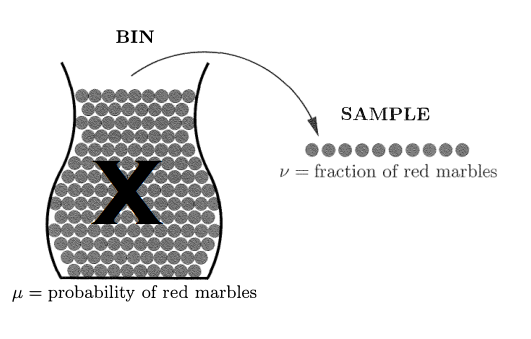 BIN
SAMPLE
ν = fraction of red marbles
X
μ = probability of red marbles